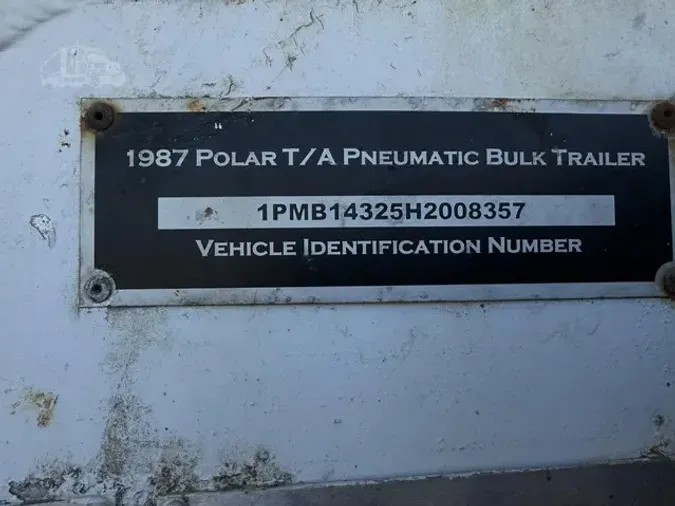 1987 POLAR T/A PNEUMATIC BULK TRAILER
1PMB14325H2008357
VEHICLE IDENTIFICATION NUMBER